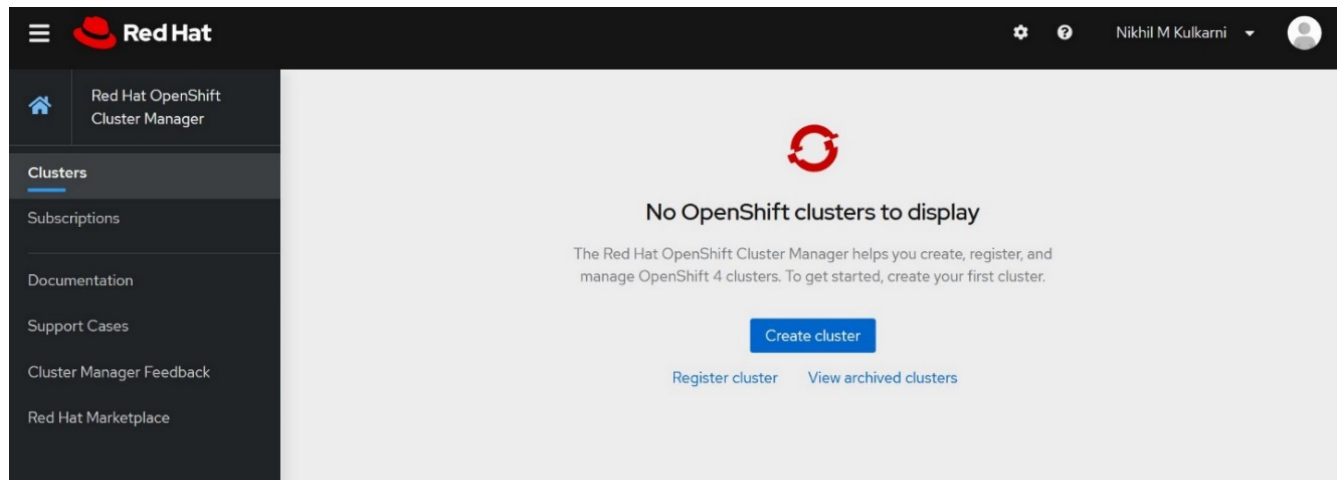 Red Hat
Nikhil M Kulkarni
Red Hat OpenShift
Cluster Manager
Clusters
Subscriptions
Documentation
Support Cases
Cluster Manager Feedback
Red Hat Marketplace
No OpenShift clusters to display
The Red Hat OpenShift Cluster Manager helps you create, register, and
manage OpenShift 4 clusters. To get started, create your first cluster.
Create cluster
Register cluster View archived clusters